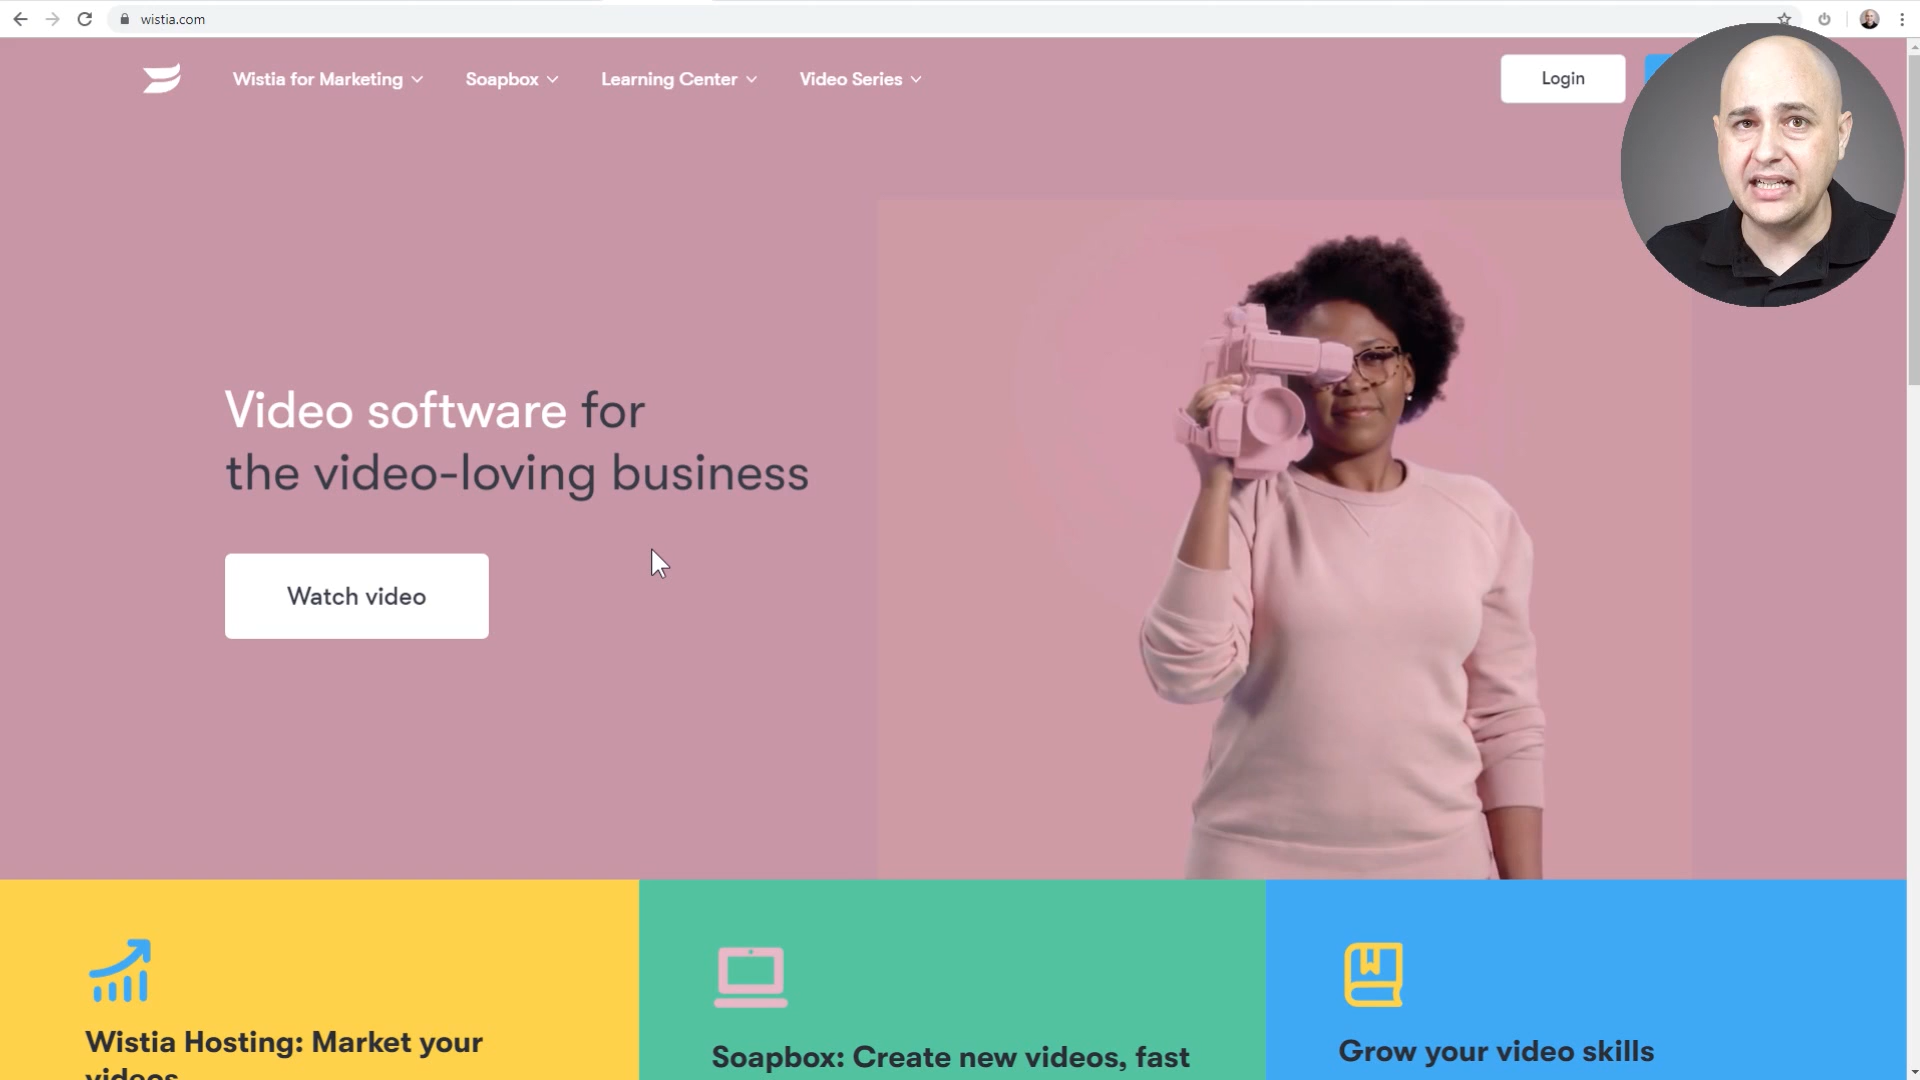 wistia.com
Wistia for Marketing
Soapbox
Learning Center
Video Series
Login
Video software for
the video-loving business
Watch video
Wistia Hosting: Market your
videos
Soapbox: Create new videos, fast
Grow your video skills